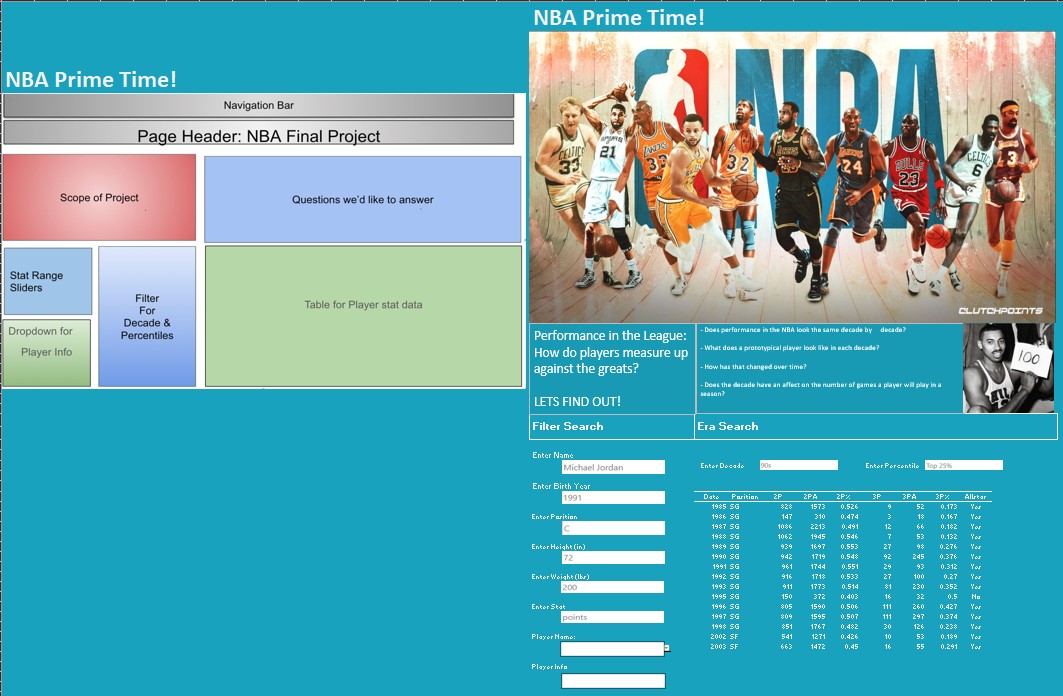 NBA Prime Time!
Navigation Bar
Page Header: NBA Final Project
Scope of Project
Questions we'd like to answer
Stat Range
Sliders
Filter
For
Decade &
Percentiles
Dropdown for
Player Info
Table for Player stat data
NBA Prime Time!
NBA
CELTICS
33
SPURS
21
LAKERS
33
32
LAKERS
24
BULLS
23
CELTICS
6
13
CLUTCHPOINTS
Performance in the League:
How do players measure up
against the greats?
LETS FIND OUT!
- Does performance in the NBA look the same decade by decade?
- What does a prototypical player look like in each decade?
- How has that changed over time?
- Does the decade have an affect on the number of games a player will play in a
season?
100
Filter Search
Era Search
Enter Name
Michael Jordan
Enter Birth Year
1991
Enter Position
C
Enter Height (in)
72
Enter Weight (lbs)
200
Enter Stat
points
Player Name:
Player Info
Enter Decade 90s Enter Percentile Top 25%
Date Position 2P 2PA 2P% 3P 3PA 3P% Allstar
1985 SG 828 1573 0.526 9 52 0.173 Yes
1986 SG 147 310 0.474 3 18 0.167 Yes
1987 SG 1086 2213 0.491 12 66 0.182 Yes
1988 SG 1062 1945 0.546 7 53 0.132 Yes
1989 SG 939 1697 0.553 27 98 0.276 Yes
1990 SG 942 1719 0.548 92 245 0.376 Yes
1991 SG 961 1744 0.551 29 93 0.312 Yes
1992 SG 916 1718 0.533 27 100 0.27 Yes
1993 SG 911 1773 0.514 81 230 0.352 Yes
1995 SG 150 372 0.403 16 32 0.5 No
1996 SG 805 1590 0.506 111 260 0.427 Yes
1997 SG 809 1595 0.507 111 297 0.374 Yes
1998 SG 851 1767 0.482 30 126 0.238 Yes
2002 SF 541 1271 0.426 10 53 0.189 Yes
2003 SF 663 1472 0.45 16 55 0.291 Yes